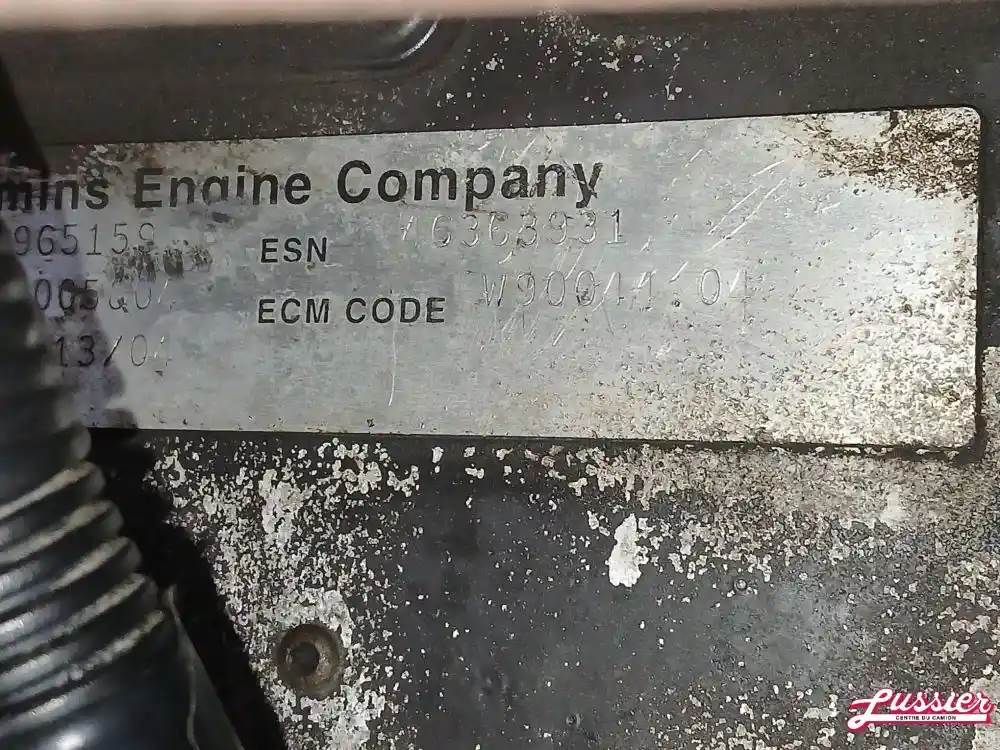 mins Engine Company
965159 ESN 46363931
ECM CODE W90044.04
13/04
Lussier
CENTRE DU CAMION